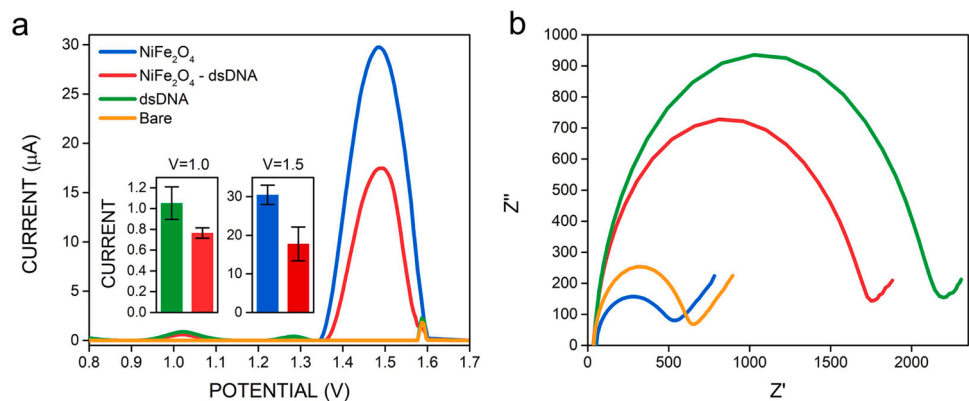 a
CURRENT (μA)
30
25
20
15
10
5
0
NiFe₂O₄
NiFe₂O₄ - dsDNA
dsDNA
Bare
V=1.0
CURRENT
1.2
1.0
0.8
0.6
0.4
0.2
0.0
V=1.5
30
20
10
0
0.8 0.9 1.0 1.1 1.2 1.3 1.4 1.5 1.6 1.7
POTENTIAL (V)
b
Z"
1000
900
800
700
600
500
400
300
200
100
0
0 500 1000 1500 2000
Z'